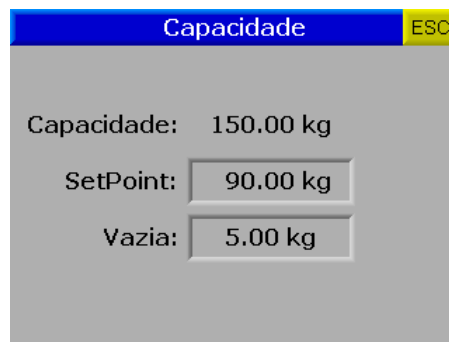 Capacidade ESC
Capacidade: 150.00 kg
SetPoint: 90.00 kg
Vazia: 5.00 kg